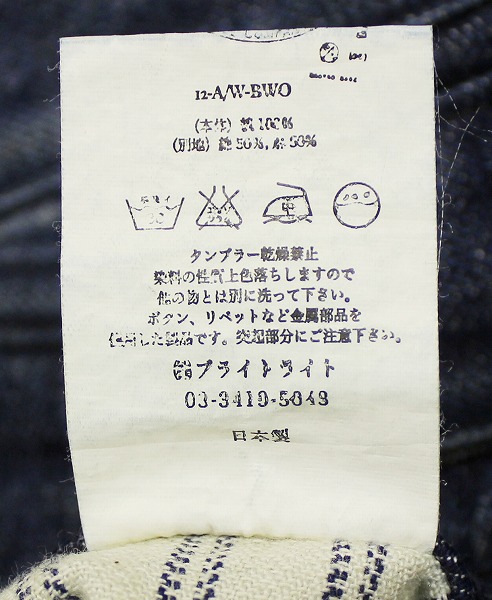 12-A/W-BWO
(本体) 綿 100%
(別地) 綿 50%, 麻 50%
タンブラー乾燥禁止
染料の性質上色落ちしますので
他の物とは別に洗って下さい。
ボタン、リベットなど金属部品を
使用した製品です。突起部分にご注意下さい。
ブライトライト
03-3419-5048
日本製